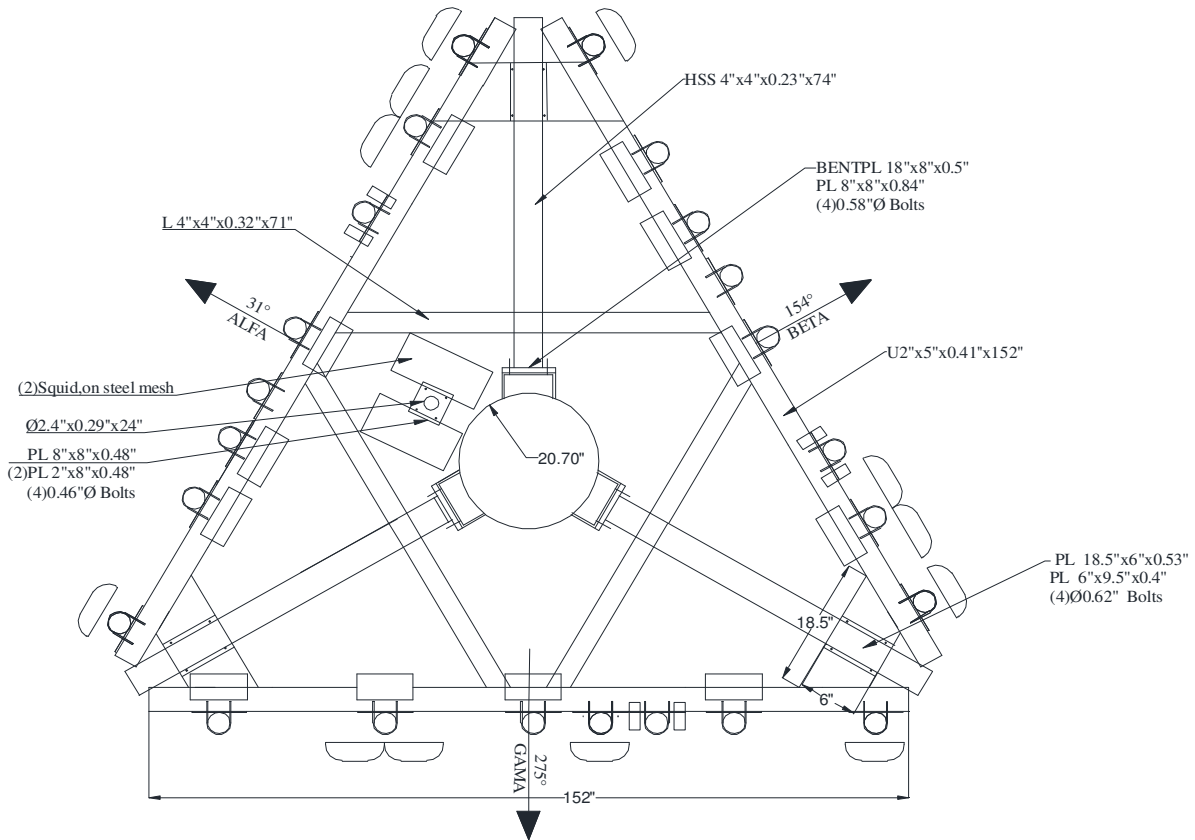 HSS 4"x4"x0.23"x74"
BENTPL 18"x8"x0.5"
PL 8"x8"x0.84"
(4)0.58"Ø Bolts
L 4"x4"x0.32"x71"
31°
ALFA
154°
BETA
U2"x5"x0.41"x152"
(2)Squid,on steel mesh
Ø2.4"x0.29"x24"
PL 8"x8"x0.48"
(2)PL 2"x8"x0.48"
(4)0.46"Ø Bolts
20.70"
PL 18.5"x6"x0.53"
PL 6"x9.5"x0.4"
(4)Ø0.62" Bolts
18.5"
6"
275°
GAMA
152"